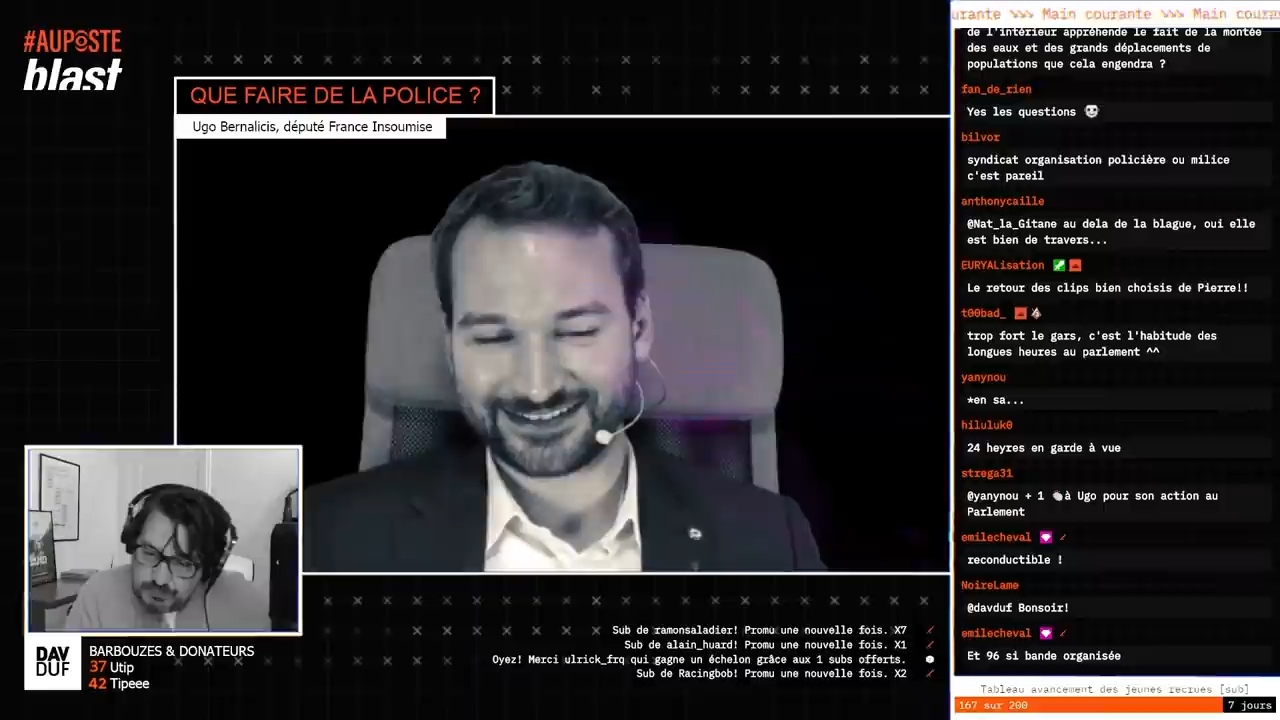 #AUPOSTE
blast
QUE FAIRE DE LA POLICE ?
Ugo Bernalicis, député France Insoumise
DAV
DUF
BARBOUZES & DONATEURS
37 Utip
42 Tipeee
Sub de ramonsaladier! Promu une nouvelle fois. X7
Sub de alain_huard! Promu une nouvelle fois. X1
Oyez! Merci ulrick_frq qui gagne un échelon grâce aux 1 subs offerts.
Sub de Racingbob! Promu une nouvelle fois. X2
urante >>> Main courante >>> Main cour
de l'intérieur appréhende le fait de la montée
des eaux et des grands déplacements de
populations que cela engendra ?
fan_de_rien
Yes les questions
bilvor
syndicat organisation policière ou milice
c'est pareil
anthonycaille
@Nat_la_Gitane au dela de la blague, oui elle
est bien de travers...
EURYALisation
Le retour des clips bien choisis de Pierre!!
t00bad_
trop fort le gars, c'est l'habitude des
longues heures au parlement ^^
yanynou
*en sa...
hiluluk0
24 heyres en garde à vue
strega31
@yanynou + 1 à Ugo pour son action au
Parlement
emilecheval
reconductible !
NoireLame
@davduf Bonsoir!
emilecheval
Et 96 si bande organisée
Tableau avancement des jeunes recrues [sub]
167 sur 200
7 jours